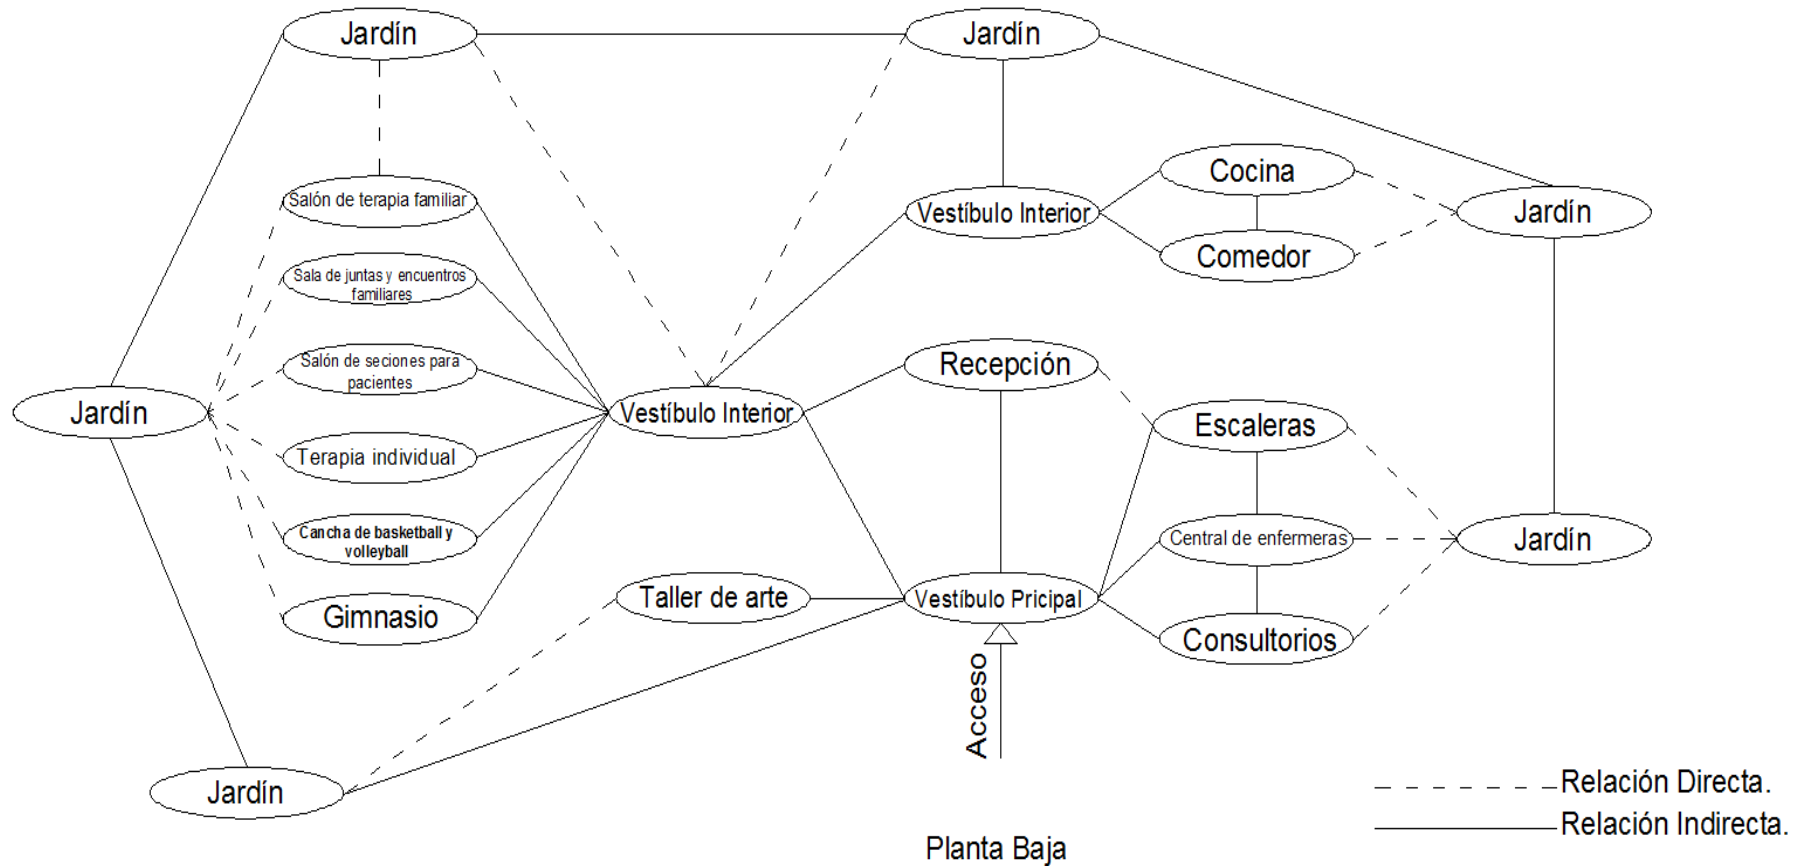 Jardín
Jardín
Cocina
Salón de terapia familiar
Vestíbulo Interior
Jardín
Comedor
Sala de juntas y encuentros
familiares
Salón de seciones para
pacientes
Recepción
Jardín
Vestíbulo Interior
Escaleras
Terapia individual
Cancha de basketball y
volleyball
Central de enfermeras
Jardín
Gimnasio
Taller de arte
Vestíbulo Pricipal
Consultorios
Acceso
Jardín
Relación Directa.
Relación Indirecta.
Planta Baja